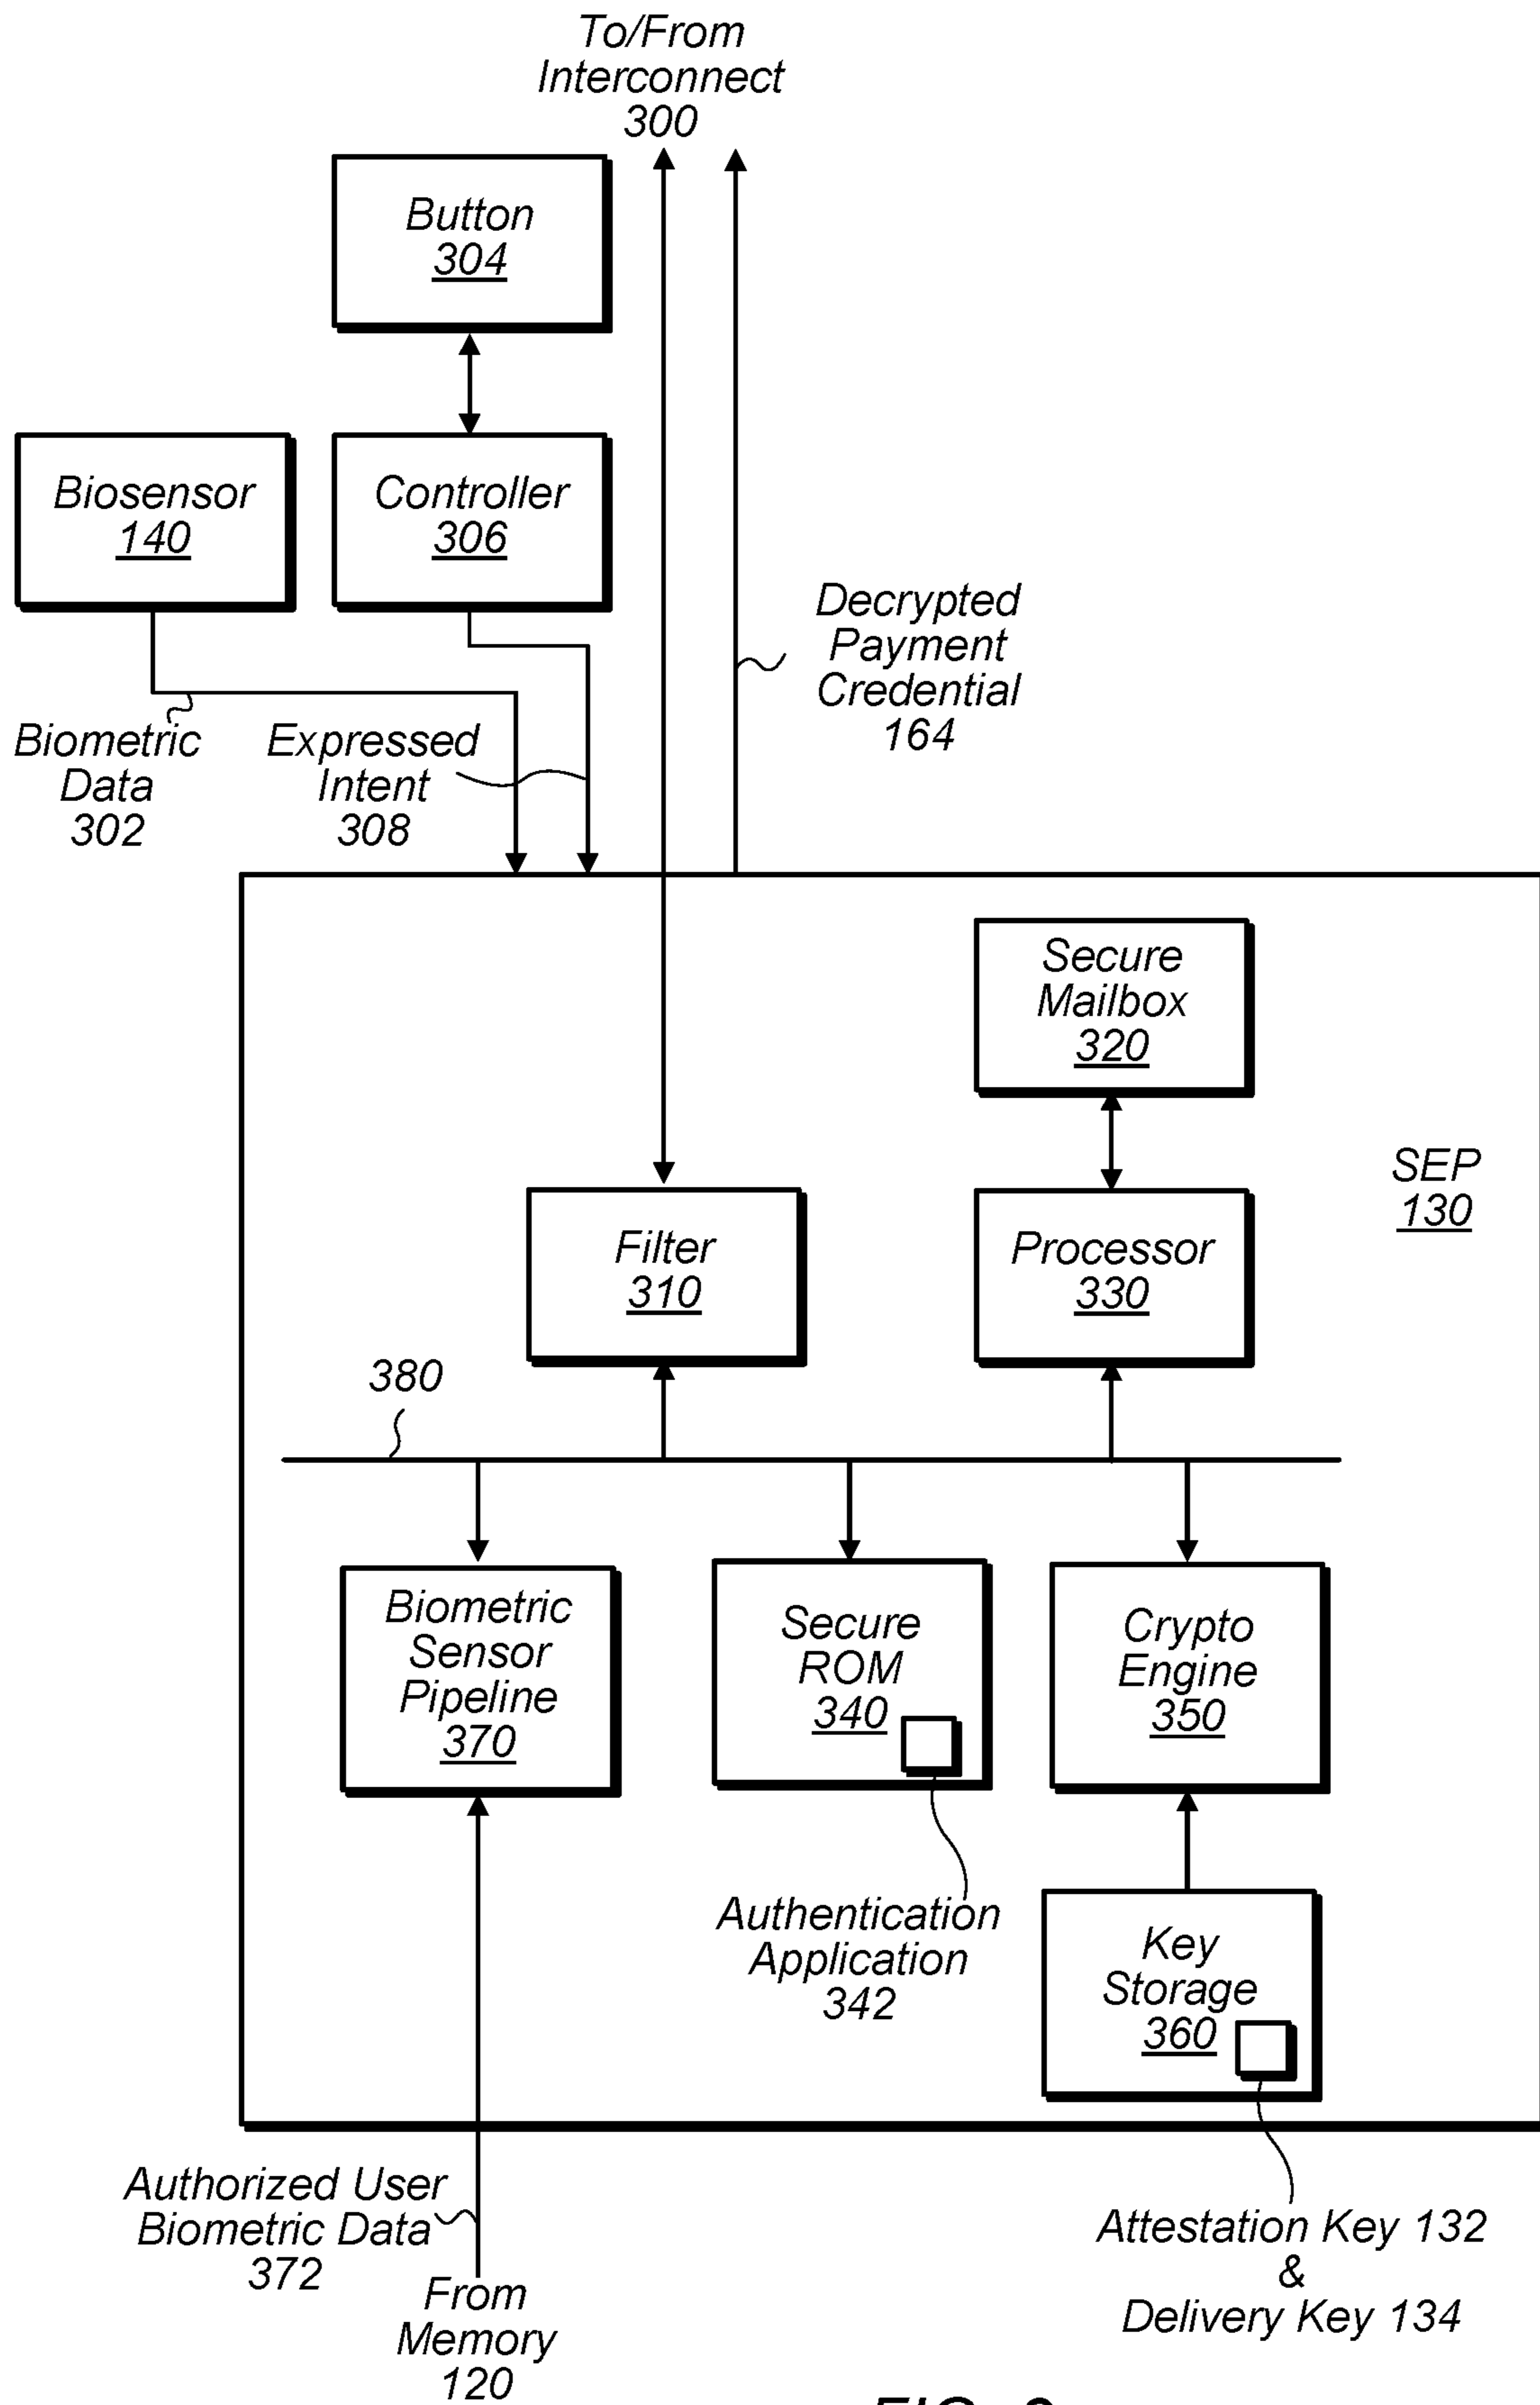 To/From
Interconnect
300
Button
304
Biosensor
140
Controller
306
Decrypted
Payment
Credential
164
Biometric
Data
302
Expressed
Intent
308
Secure
Mailbox
320
SEP
130
Filter
310
Processor
330
380
Biometric
Sensor
Pipeline
370
Secure
ROM
340
Crypto
Engine
350
Authentication
Application
342
Key
Storage
360
Authorized User
Biometric Data
372
From
Memory
120
Attestation Key 132
&
Delivery Key 134